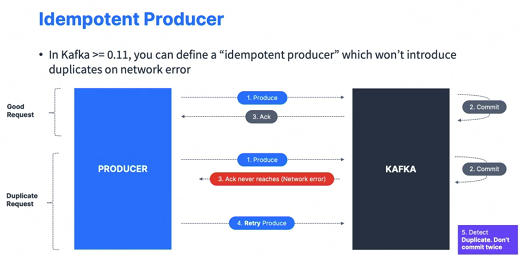 Idempotent Producer
• In Kafka >= 0.11, you can define a “idempotent producer” which won’t introduce
duplicates on network error
Good
Request
1. Produce
2. Commit
3. Ack
PRODUCER
KAFKA
Duplicate
Request
1. Produce
2. Commit
3. Ack never reaches (Network error)
4. Retry Produce
5. Detect
Duplicate. Don't
commit twice